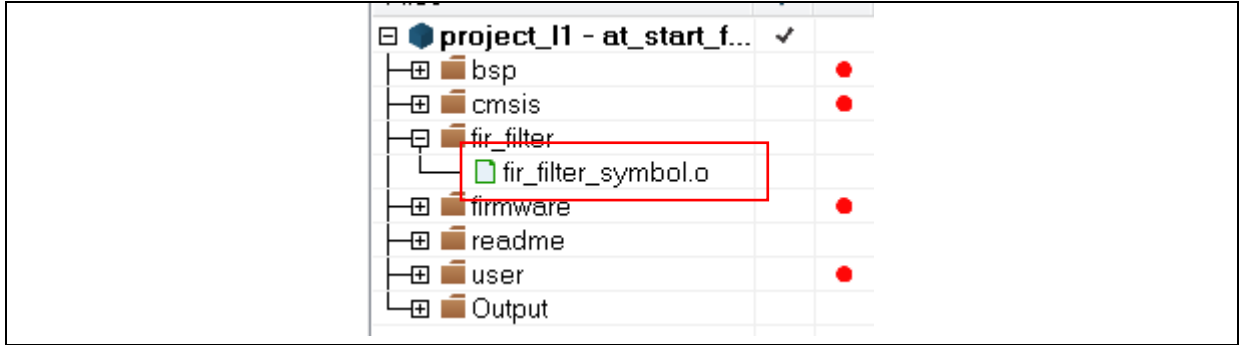 project_l1 - at_start_f...
bsp
cmsis
fir_filter
fir_filter_symbol.o
firmware
readme
user
Output